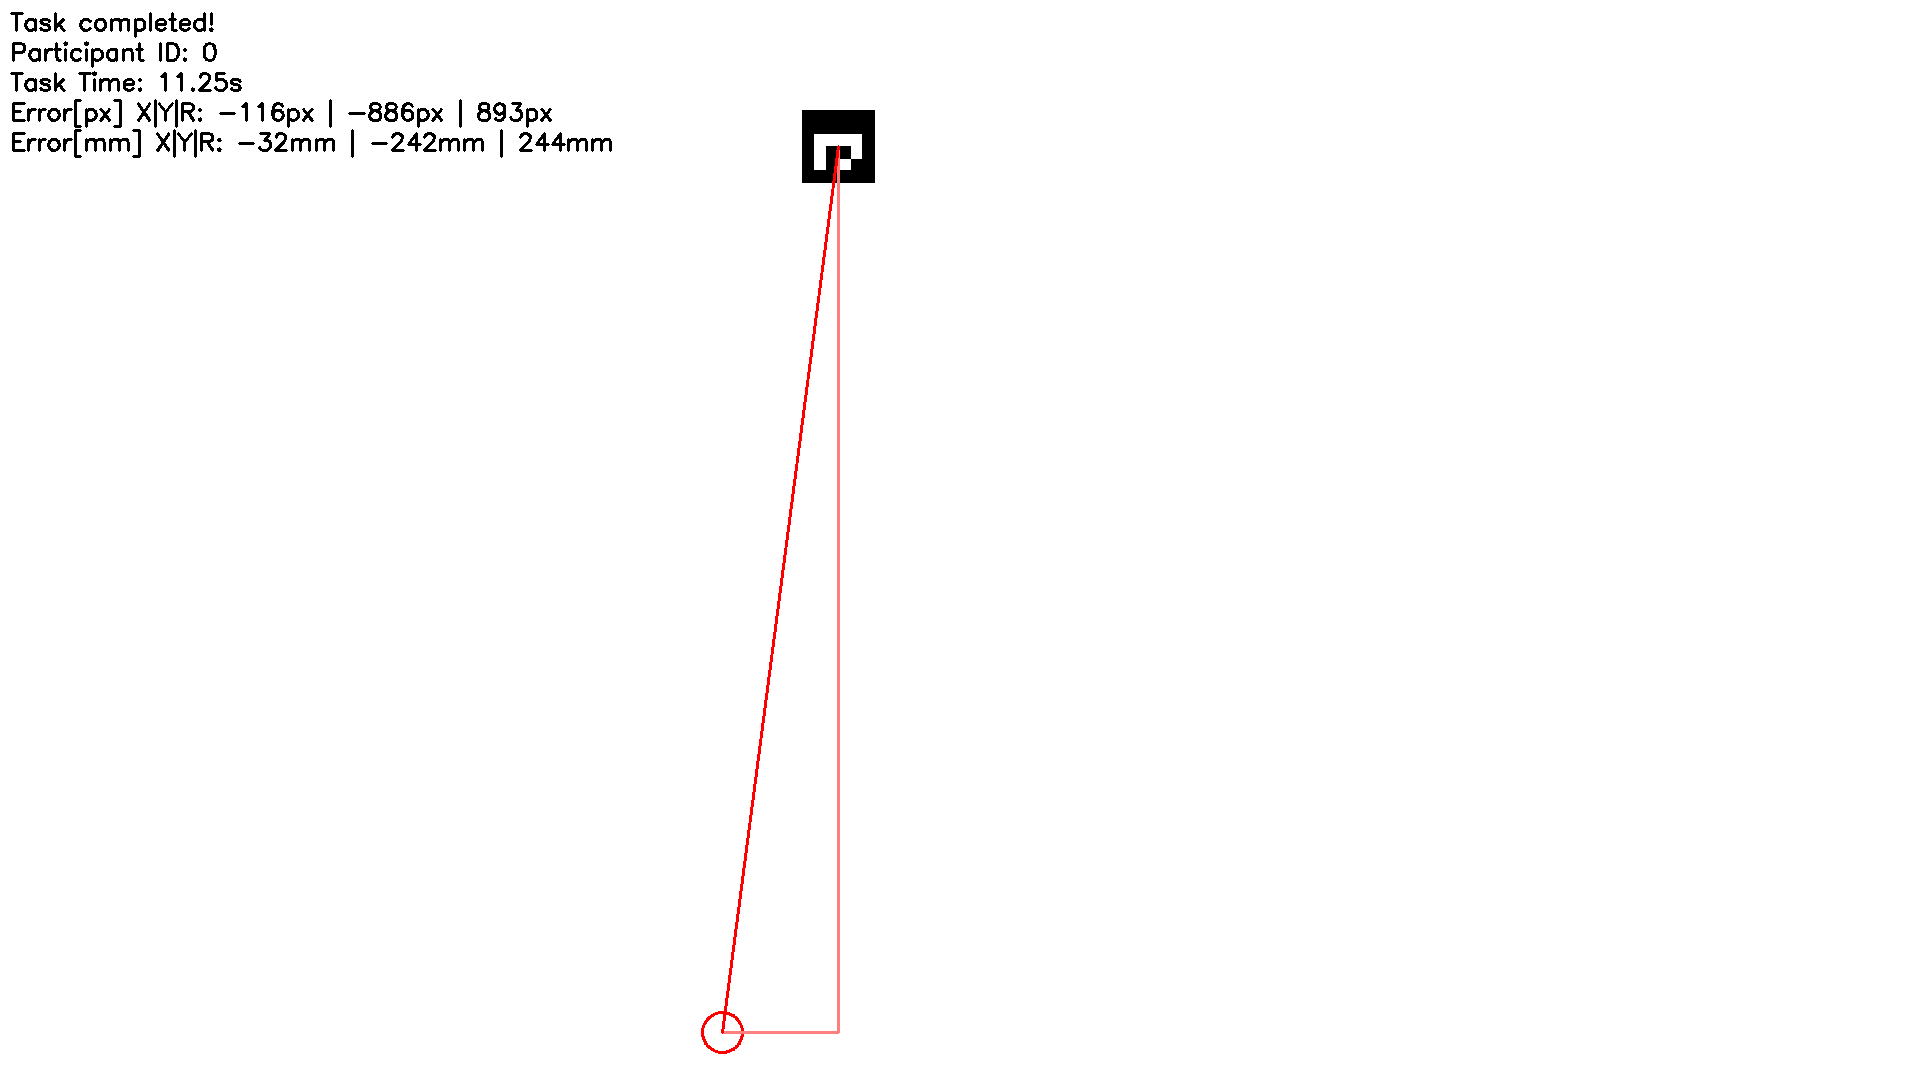 Task completed!
Participant ID: 0
Task Time: 11.25s
Error[px] X|Y|R: -116px | -886px | 893px
Error[mm] X|Y|R: -32mm | -242mm | 244mm